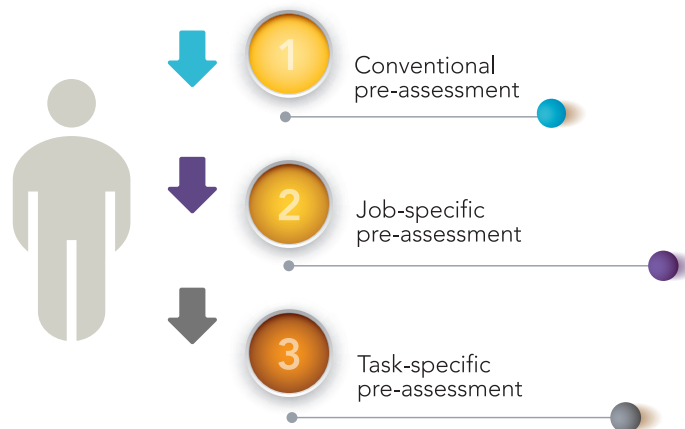 1
Conventional
pre-assessment
2
Job-specific
pre-assessment
3
Task-specific
pre-assessment